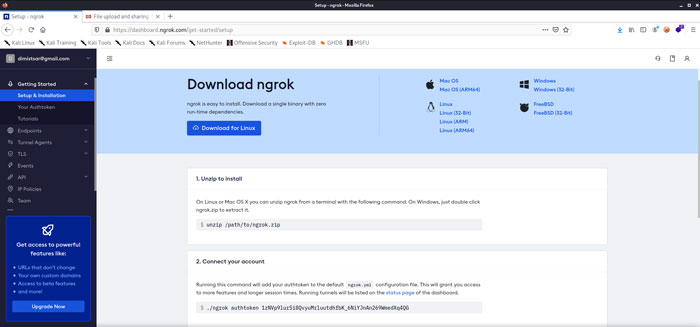 Setup - ngrok - Mozilla Firefox
Setup - ngrok
File upload and sharing.
https://dashboard.ngrok.com/get-started/setup
Kali Linux
Kali Training
Kali Tools
Kali Docs
Kali Forums
NetHunter
Offensive Security
Exploit-DB
GHDB
MSFU
D
dimistsar@gmail.com
Getting Started
Setup & Installation
Your Authtoken
Tutorials
Endpoints
Tunnel Agents
TLS
Events
API
IP Policies
Team
Get access to powerful
features like:
URLs that don't change
Your own custom domains
Access to beta features
and more!
Upgrade Now
Download ngrok
ngrok is easy to install. Download a single binary with zero
run-time dependencies.
Download for Linux
Mac OS
Mac OS (ARM64)
Linux
Linux (32-Bit)
Linux (ARM)
Linux (ARM64)
Windows
Windows (32-Bit)
FreeBSD
FreeBSD (32-Bit)
1. Unzip to install
On Linux or Mac OS X you can unzip ngrok from a terminal with the following command. On Windows, just double click
ngrok.zip to extract it.
$ unzip /path/to/ngrok.zip
2. Connect your account
Running this command will add your authtoken to the default ngrok.yml configuration file. This will grant you access
to more features and longer session times. Running tunnels will be listed on the status page of the dashboard.
$ ./ngrok authtoken